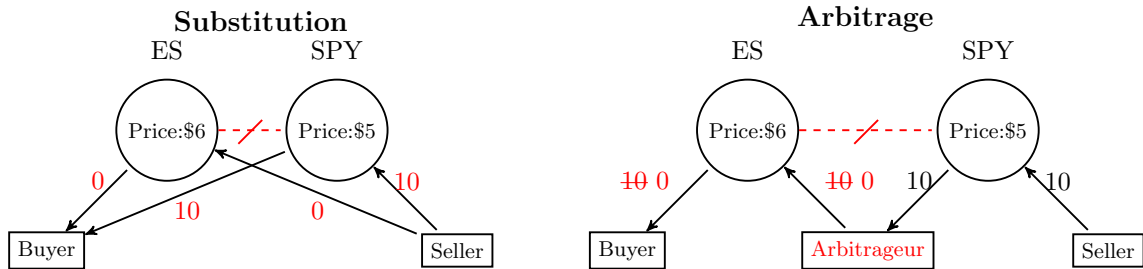 Substitution
ES SPY
Price:$6 Price:$5
0 10
10 0
Buyer Seller
Arbitrage
ES SPY
Price:$6 Price:$5
10 0 10 0 10 10
Buyer Arbitrageur Seller